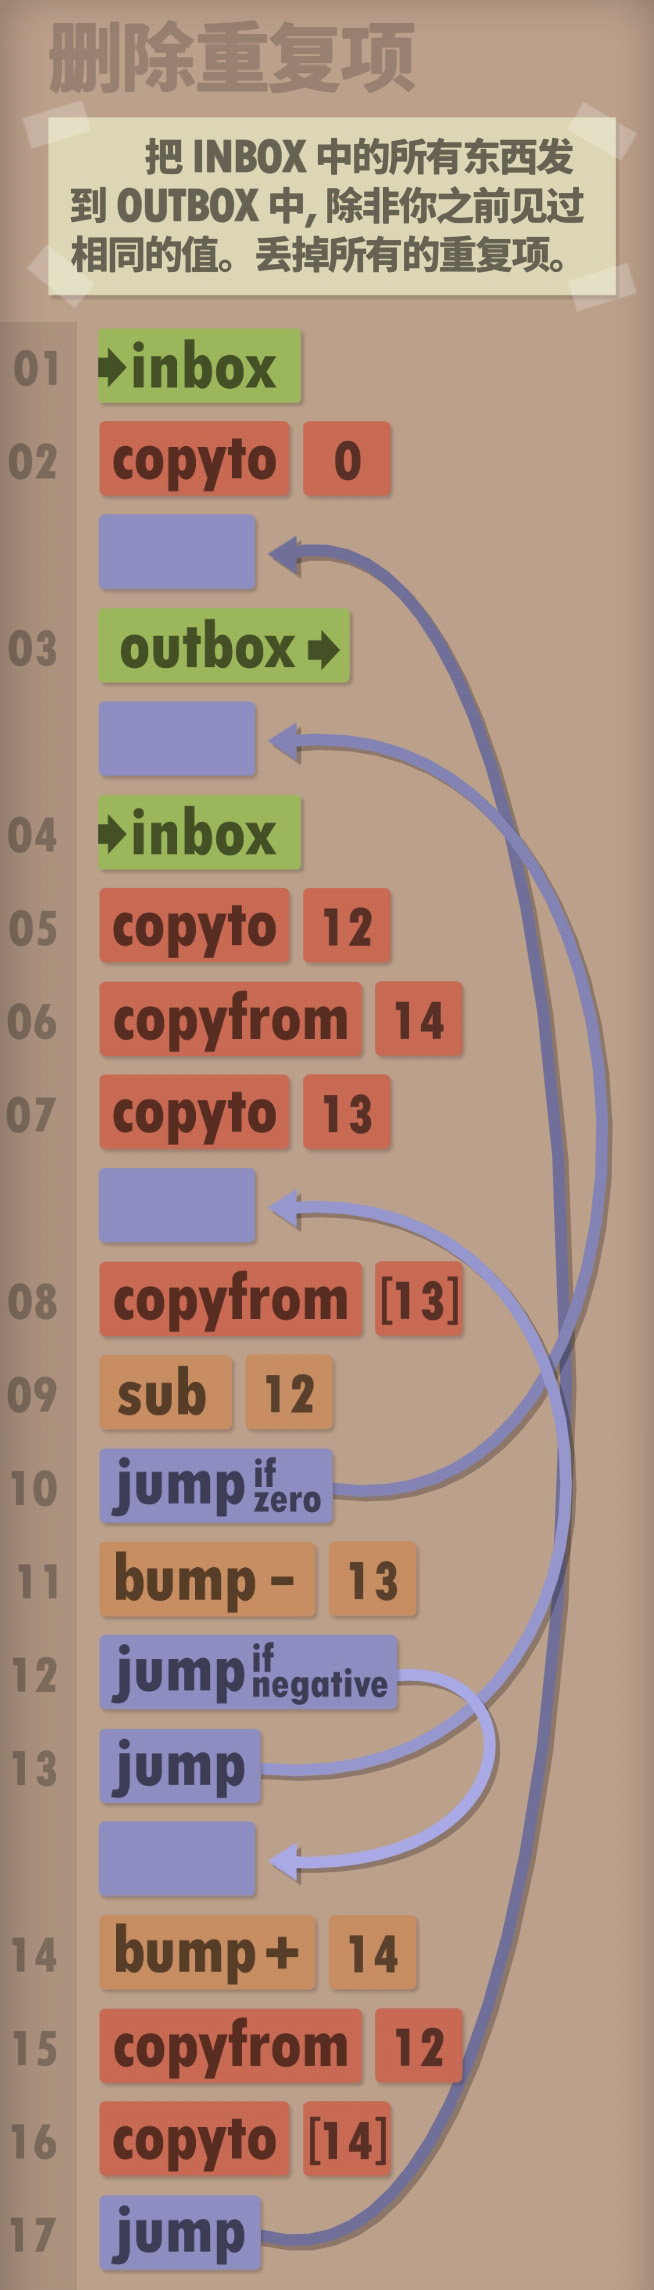 删除重复项
把 INBOX 中的所有东西发
到 OUTBOX 中, 除非你之前见过
相同的值。丢掉所有的重复项。
01 inbox
02 copyto 0
03 outbox
04 inbox
05 copyto 12
06 copyfrom 14
07 copyto 13
08 copyfrom [13]
09 sub 12
10 jump if zero
11 bump - 13
12 jump if negative
13 jump
14 bump + 14
15 copyfrom 12
16 copyto [14]
17 jump